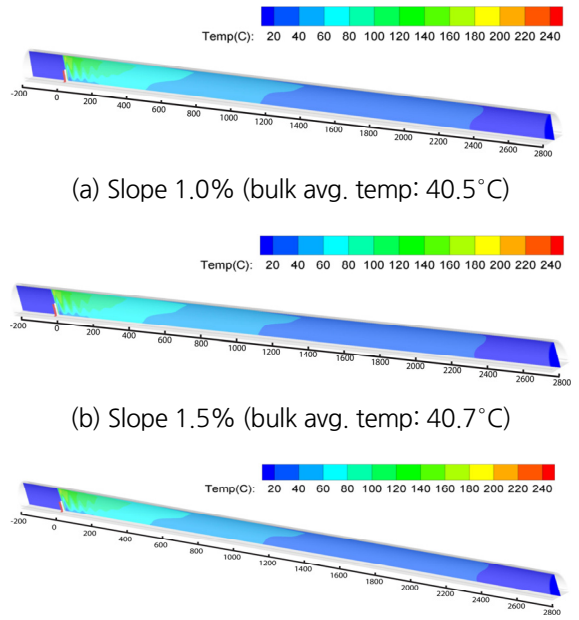 Temp(C): 20 40 60 80 100 120 140 160 180 200 220 240
-200 0 200 400 600 800 1000 1200 1400 1600 1800 2000 2200 2400 2600 2800
(a) Slope 1.0% (bulk avg. temp: 40.5°C)
Temp(C): 20 40 60 80 100 120 140 160 180 200 220 240
-200 0 200 400 600 800 1000 1200 1400 1600 1800 2000 2200 2400 2600 2800
(b) Slope 1.5% (bulk avg. temp: 40.7°C)
Temp(C): 20 40 60 80 100 120 140 160 180 200 220 240
-200 0 200 400 600 800 1000 1200 1400 1600 1800 2000 2200 2400 2600 2800